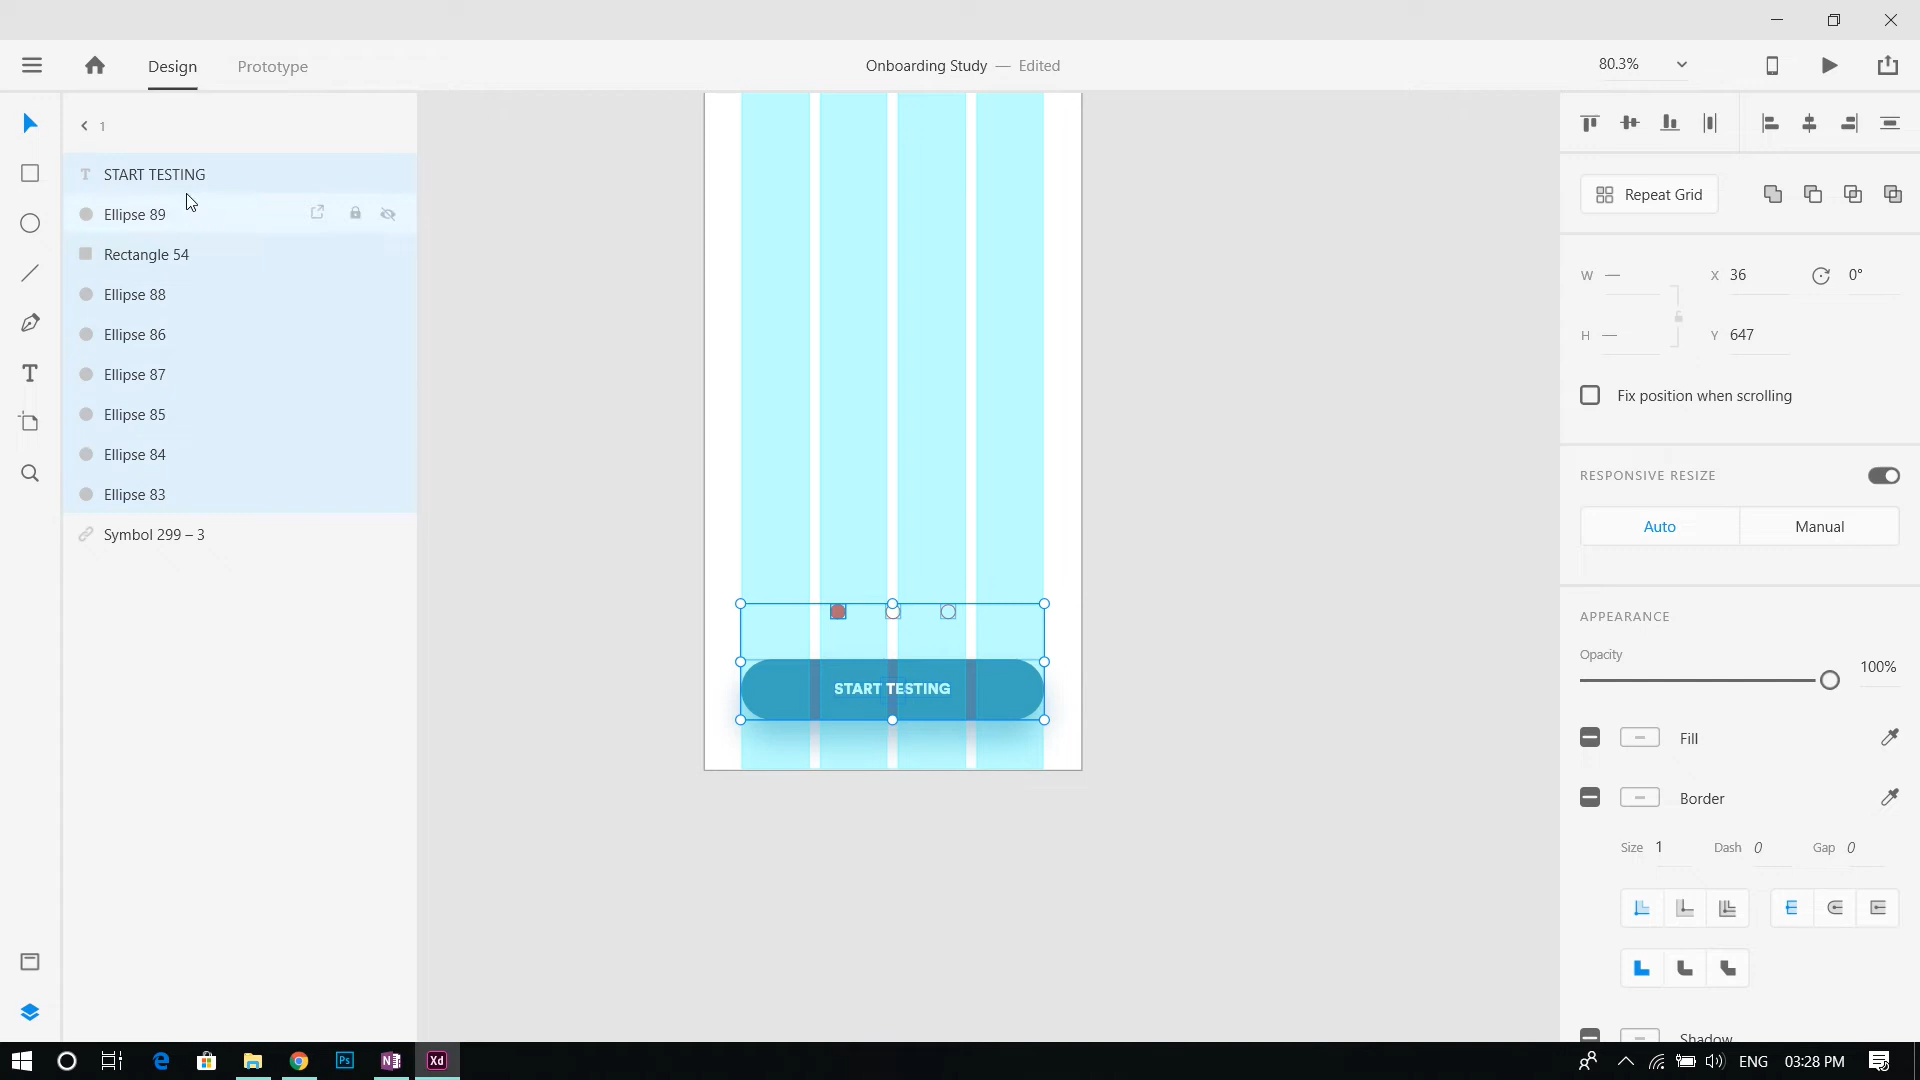 Design
Prototype
Onboarding Study — Edited
80.3%
1
START TESTING
Ellipse 89
Rectangle 54
Ellipse 88
Ellipse 86
Ellipse 87
Ellipse 85
Ellipse 84
Ellipse 83
Symbol 299 – 3
START TESTING
Repeat Grid
W — X 36 0°
H — Y 647
Fix position when scrolling
RESPONSIVE RESIZE
Auto Manual
APPEARANCE
Opacity
100%
Fill
Border
Size 1 Dash 0 Gap 0
Shadow
Ps N Xd
ENG 03:28 PM